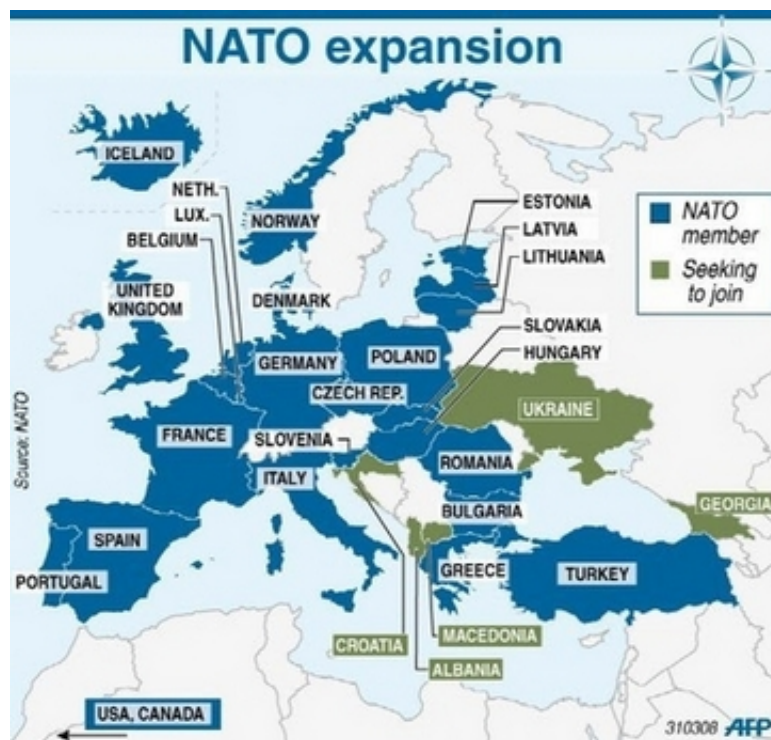 NATO expansion
ICELAND
NETH.
LUX.
BELGIUM
NORWAY
ESTONIA
LATVIA
LITHUANIA
NATO
member
Seeking
to join
UNITED
KINGDOM
DENMARK
SLOVAKIA
HUNGARY
GERMANY
POLAND
CZECH REP.
UKRAINE
FRANCE
SLOVENIA
ROMANIA
ITALY
GEORGIA
BULGARIA
SPAIN
PORTUGAL
GREECE
TURKEY
CROATIA
MACEDONIA
ALBANIA
USA, CANADA
Source: NATO
310308 AFP